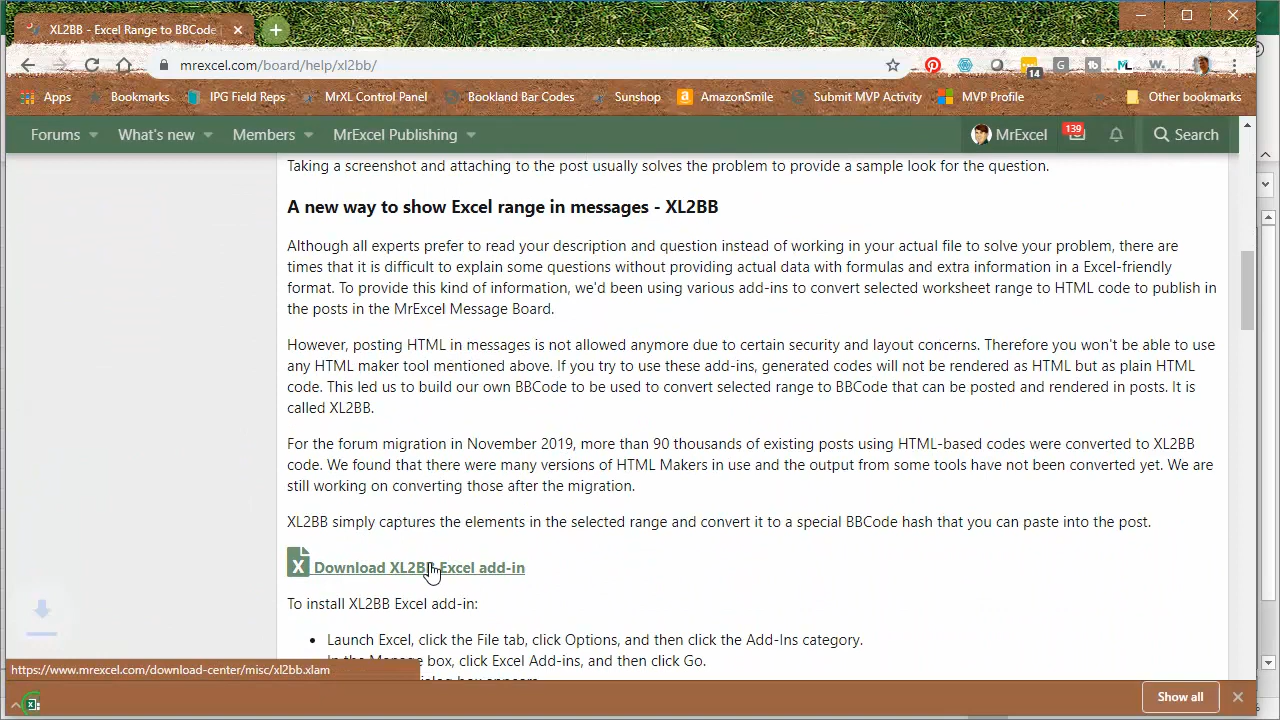 XL2BB - Excel Range to BBCode
mrexcel.com/board/help/xl2bb/
14
Apps
Bookmarks
IPG Field Reps
MrXL Control Panel
Bookland Bar Codes
Sunshop
AmazonSmile
Submit MVP Activity
MVP Profile
Other bookmarks
Forums
What's new
Members
MrExcel Publishing
MrExcel
139
Search
Taking a screenshot and attaching to the post usually solves the problem to provide a sample look for the question.
A new way to show Excel range in messages - XL2BB
Although all experts prefer to read your description and question instead of working in your actual file to solve your problem, there are
times that it is difficult to explain some questions without providing actual data with formulas and extra information in a Excel-friendly
format. To provide this kind of information, we'd been using various add-ins to convert selected worksheet range to HTML code to publish in
the posts in the MrExcel Message Board.
However, posting HTML in messages is not allowed anymore due to certain security and layout concerns. Therefore you won't be able to use
any HTML maker tool mentioned above. If you try to use these add-ins, generated codes will not be rendered as HTML but as plain HTML
code. This led us to build our own BBCode to be used to convert selected range to BBCode that can be posted and rendered in posts. It is
called XL2BB.
For the forum migration in November 2019, more than 90 thousands of existing posts using HTML-based codes were converted to XL2BB
code. We found that there were many versions of HTML Makers in use and the output from some tools have not been converted yet. We are
still working on converting those after the migration.
XL2BB simply captures the elements in the selected range and convert it to a special BBCode hash that you can paste into the post.
Download XL2BB Excel add-in
To install XL2BB Excel add-in:
• Launch Excel, click the File tab, click Options, and then click the Add-Ins category.
In the Manage box, click Excel Add-ins, and then click Go.
https://www.mrexcel.com/download-center/misc/xl2bb.xlam
Show all